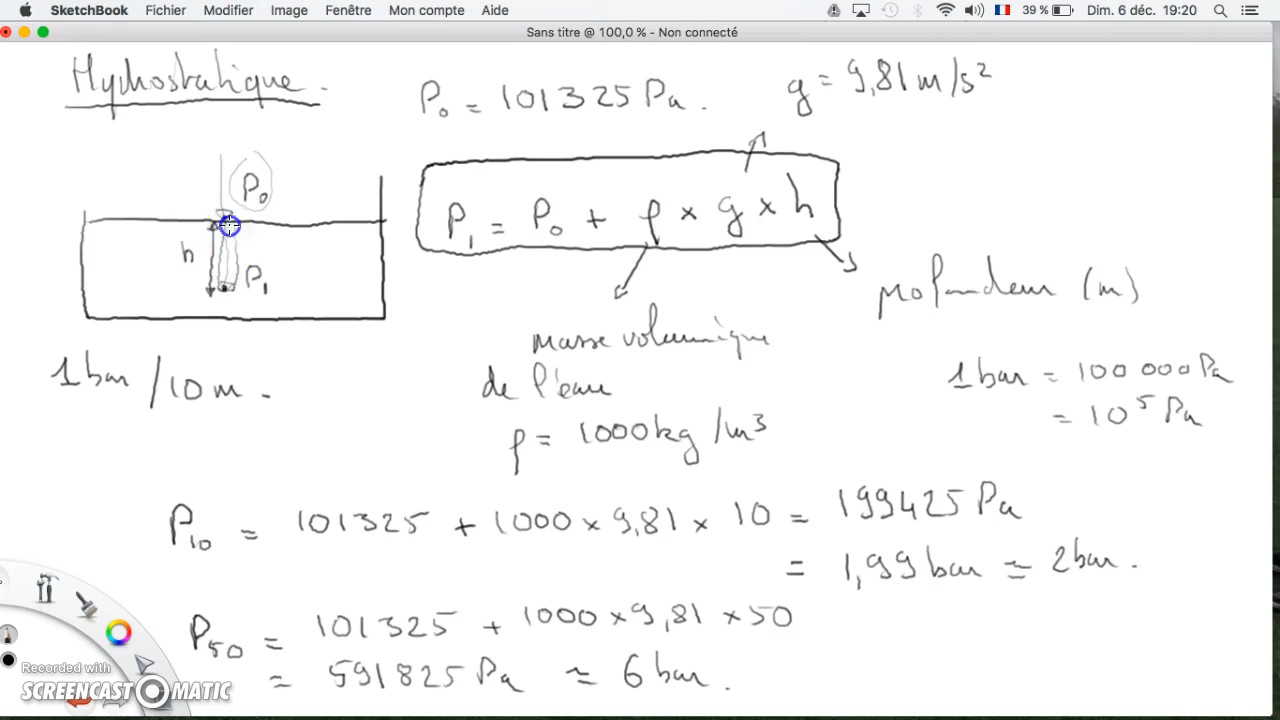 SketchBook Fichier Modifier Image Fenêtre Mon compte Aide 39 % Dim. 6 déc. 19:20
Sans titre @ 100,0 % - Non connecté
Hydrostatique.
P₀ = 101325 Pa.
g = 9,81 m/s²
P₀
P₁ = P₀ + ρ × g × h
h
P₁
profondeur (m)
masse volumique
de l'eau
ρ = 1000 kg/m³
1 bar / 10 m.
1 bar = 100 000 Pa
= 10⁵ Pa
P₁₀ = 101325 + 1000 × 9,81 × 10 = 199425 Pa
= 1,99 bar ≈ 2 bar.
P₅₀ = 101325 + 1000 × 9,81 × 50
= 591825 Pa ≈ 6 bar.
Recorded with
SCREENCAST MATIC